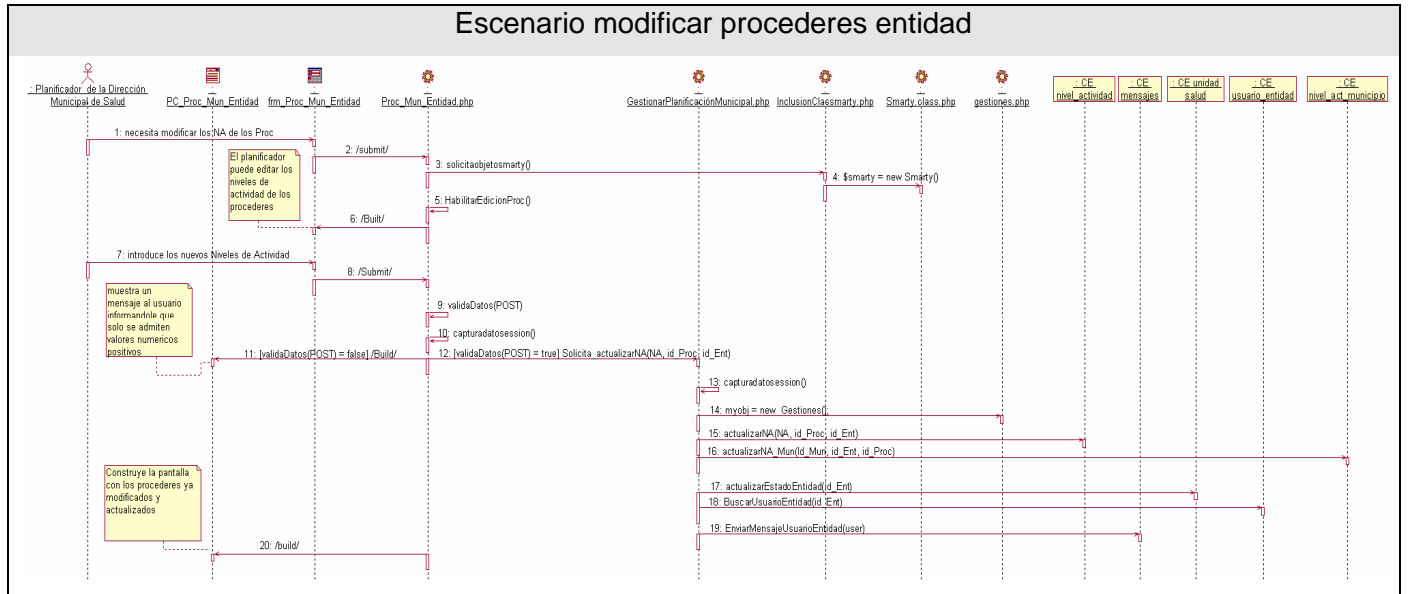 Escenario modificar procederes entidad
: Planificador de la Dirección
Municipal de Salud
PC_Proc_Mun_Entidad
frm_Proc_Mun_Entidad
Proc_Mun_Entidad.php
GestionarPlanificaciónMunicipal.php
InclusionClassmarty.php
Smarty.class.php
gestiones.php
: CE
nivel_actividad
: CE
mensajes
: CE unidad
salud
: CE
usuario_entidad
: CE
nivel_act_municipio
1: necesita modificar los NA de los Proc
2: /submit/
El planificador
puede editar los
niveles de
actividad de los
procederes
3: solicitaobjetosmarty()
4: $smarty = new Smarty()
5: HabilitarEdicionProc()
6: /Built/
7: introduce los nuevos Niveles de Actividad
8: /Submit/
muestra un
mensaje al usuario
informandole que
solo se admiten
valores numericos
positivos
9: validaDatos(POST)
10: capturadatosession()
11: [validaDatos(POST) = false] /Build/
12: [validaDatos(POST) = true] Solicita_actualizarNA(NA, id_Proc, id_Ent)
13: capturadatosession()
14: myobj = new Gestiones();
15: actualizarNA(NA, id_Proc, id_Ent)
16: actualizarNA_Mun(Id_Mun, id_Ent, id_Proc)
Construye la pantalla
con los procederes ya
modificados y
actualizados
17: actualizarEstadoEntidad(id_Ent)
18: BuscarUsuarioEntidad(id_Ent)
19: EnviarMensajeUsuarioEntidad(user)
20: /build/